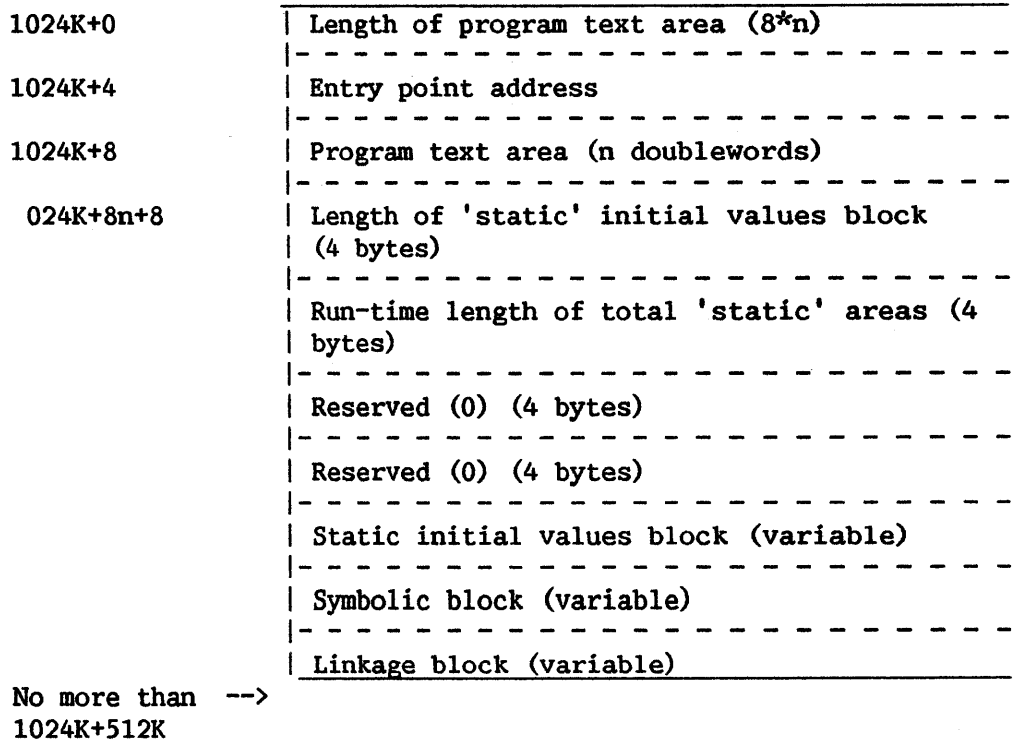 1024K+0 | Length of program text area (8*n)
|- - - - - - - - - - - - - - - - - - - - - - -
1024K+4 | Entry point address
|- - - - - - - - - - - - - - - - - - - - - - -
1024K+8 | Program text area (n doublewords)
|- - - - - - - - - - - - - - - - - - - - - - -
024K+8n+8 | Length of 'static' initial values block
| (4 bytes)
|- - - - - - - - - - - - - - - - - - - - - - -
| Run-time length of total 'static' areas (4
| bytes)
|- - - - - - - - - - - - - - - - - - - - - - -
| Reserved (0) (4 bytes)
|- - - - - - - - - - - - - - - - - - - - - - -
| Reserved (0) (4 bytes)
|- - - - - - - - - - - - - - - - - - - - - - -
| Static initial values block (variable)
|- - - - - - - - - - - - - - - - - - - - - - -
| Symbolic block (variable)
|- - - - - - - - - - - - - - - - - - - - - - -
| Linkage block (variable)
No more than -->
1024K+512K